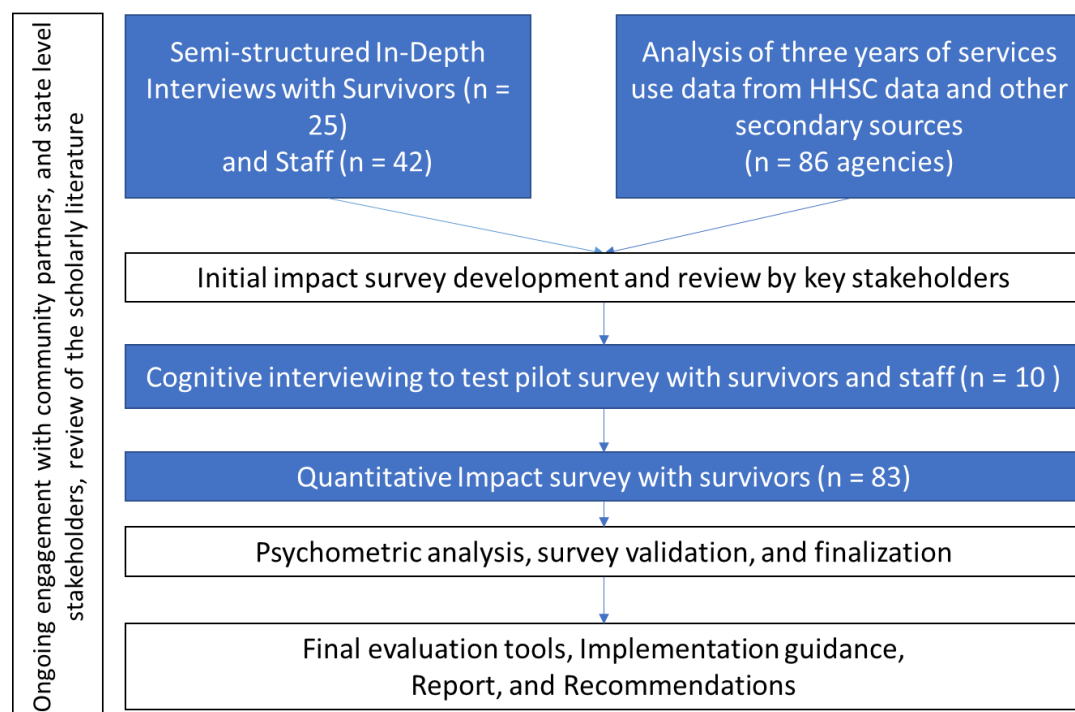 Ongoing engagement with community partners, and state level
stakeholders, review of the scholarly literature
Semi-structured In-Depth
Interviews with Survivors (n =
25)
and Staff (n = 42)
Analysis of three years of services
use data from HHSC data and other
secondary sources
(n = 86 agencies)
Initial impact survey development and review by key stakeholders
Cognitive interviewing to test pilot survey with survivors and staff (n = 10 )
Quantitative Impact survey with survivors (n = 83)
Psychometric analysis, survey validation, and finalization
Final evaluation tools, Implementation guidance,
Report, and Recommendations